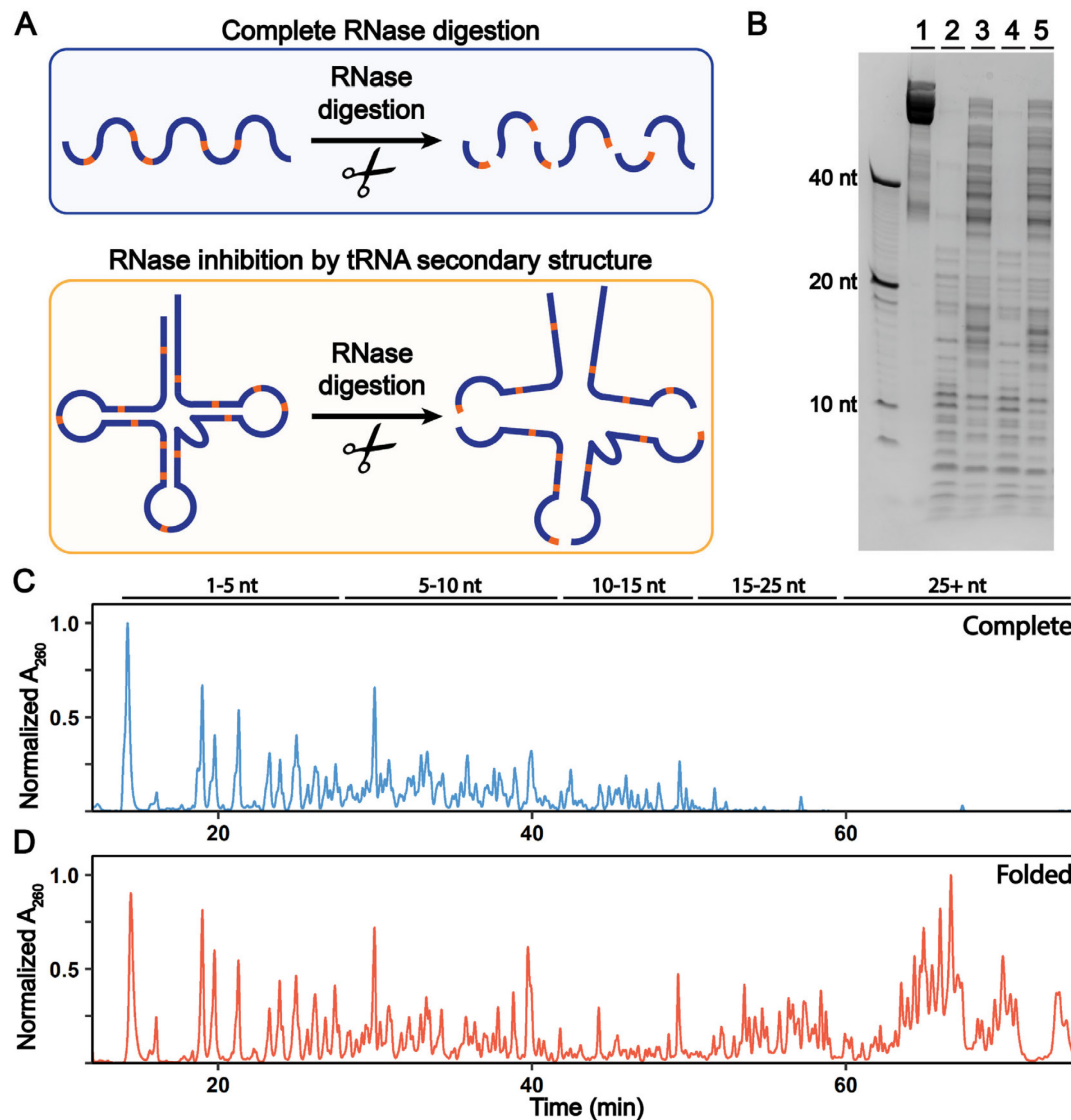 A
Complete RNase digestion
RNase
digestion
RNase inhibition by tRNA secondary structure
RNase
digestion
B
1 2 3 4 5
40 nt
20 nt
10 nt
C
1-5 nt 5-10 nt 10-15 nt 15-25 nt 25+ nt
Complete
Normalized A260
1.0
0.5
20 40 60
D
Folded
Normalized A260
1.0
0.5
20 40 60
Time (min)